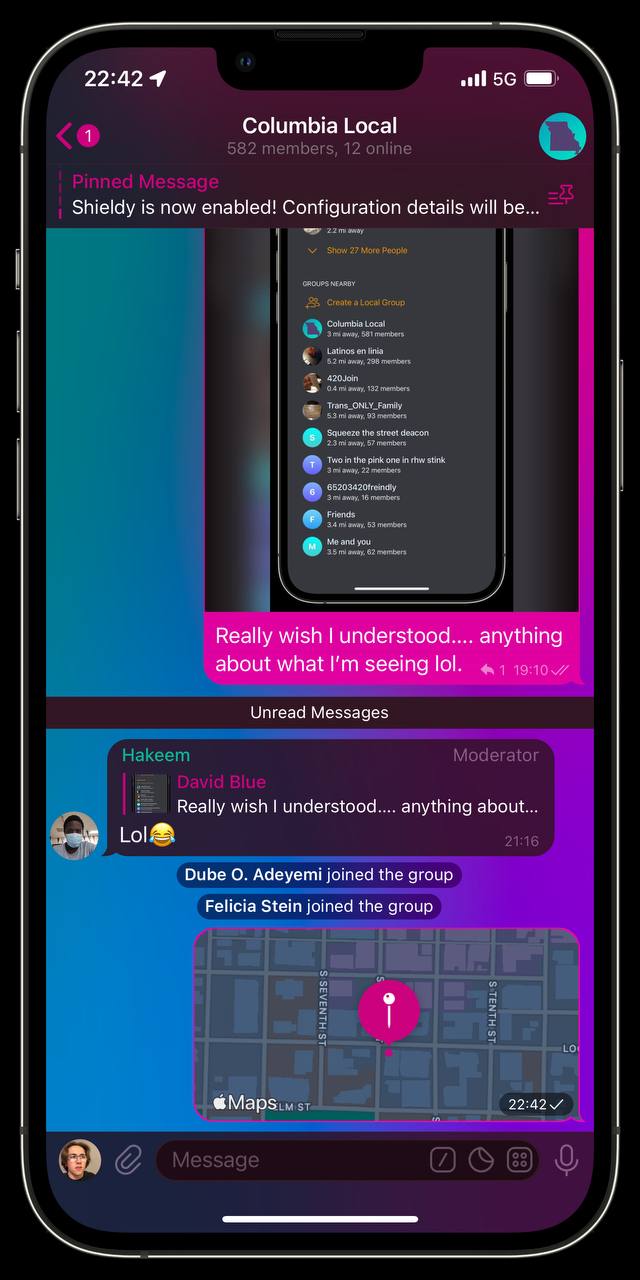 22:42
5G
1
Columbia Local
582 members, 12 online
Pinned Message
Shieldy is now enabled! Configuration details will be...
2.2 mi away
Show 27 More People
GROUPS NEARBY
Create a Local Group
Columbia Local
3 mi away, 581 members
Latinos en linia
5.2 mi away, 298 members
420Join
0.4 mi away, 132 members
Trans_ONLY_Family
5.3 mi away, 93 members
S
Squeeze the street deacon
2.3 mi away, 57 members
T
Two in the pink one in rhw stink
3 mi away, 22 members
6
65203420freindly
3 mi away, 16 members
F
Friends
3.4 mi away, 53 members
M
Me and you
3.5 mi away, 62 members
Really wish I understood.... anything
about what I'm seeing lol.
1 19:10
Unread Messages
Hakeem Moderator
David Blue
Really wish I understood.... anything about...
Lol😂
21:16
Dube O. Adeyemi joined the group
Felicia Stein joined the group
S SEVENTH ST
S
S TENTH ST
LO
Maps
ELM ST
22:42
Message